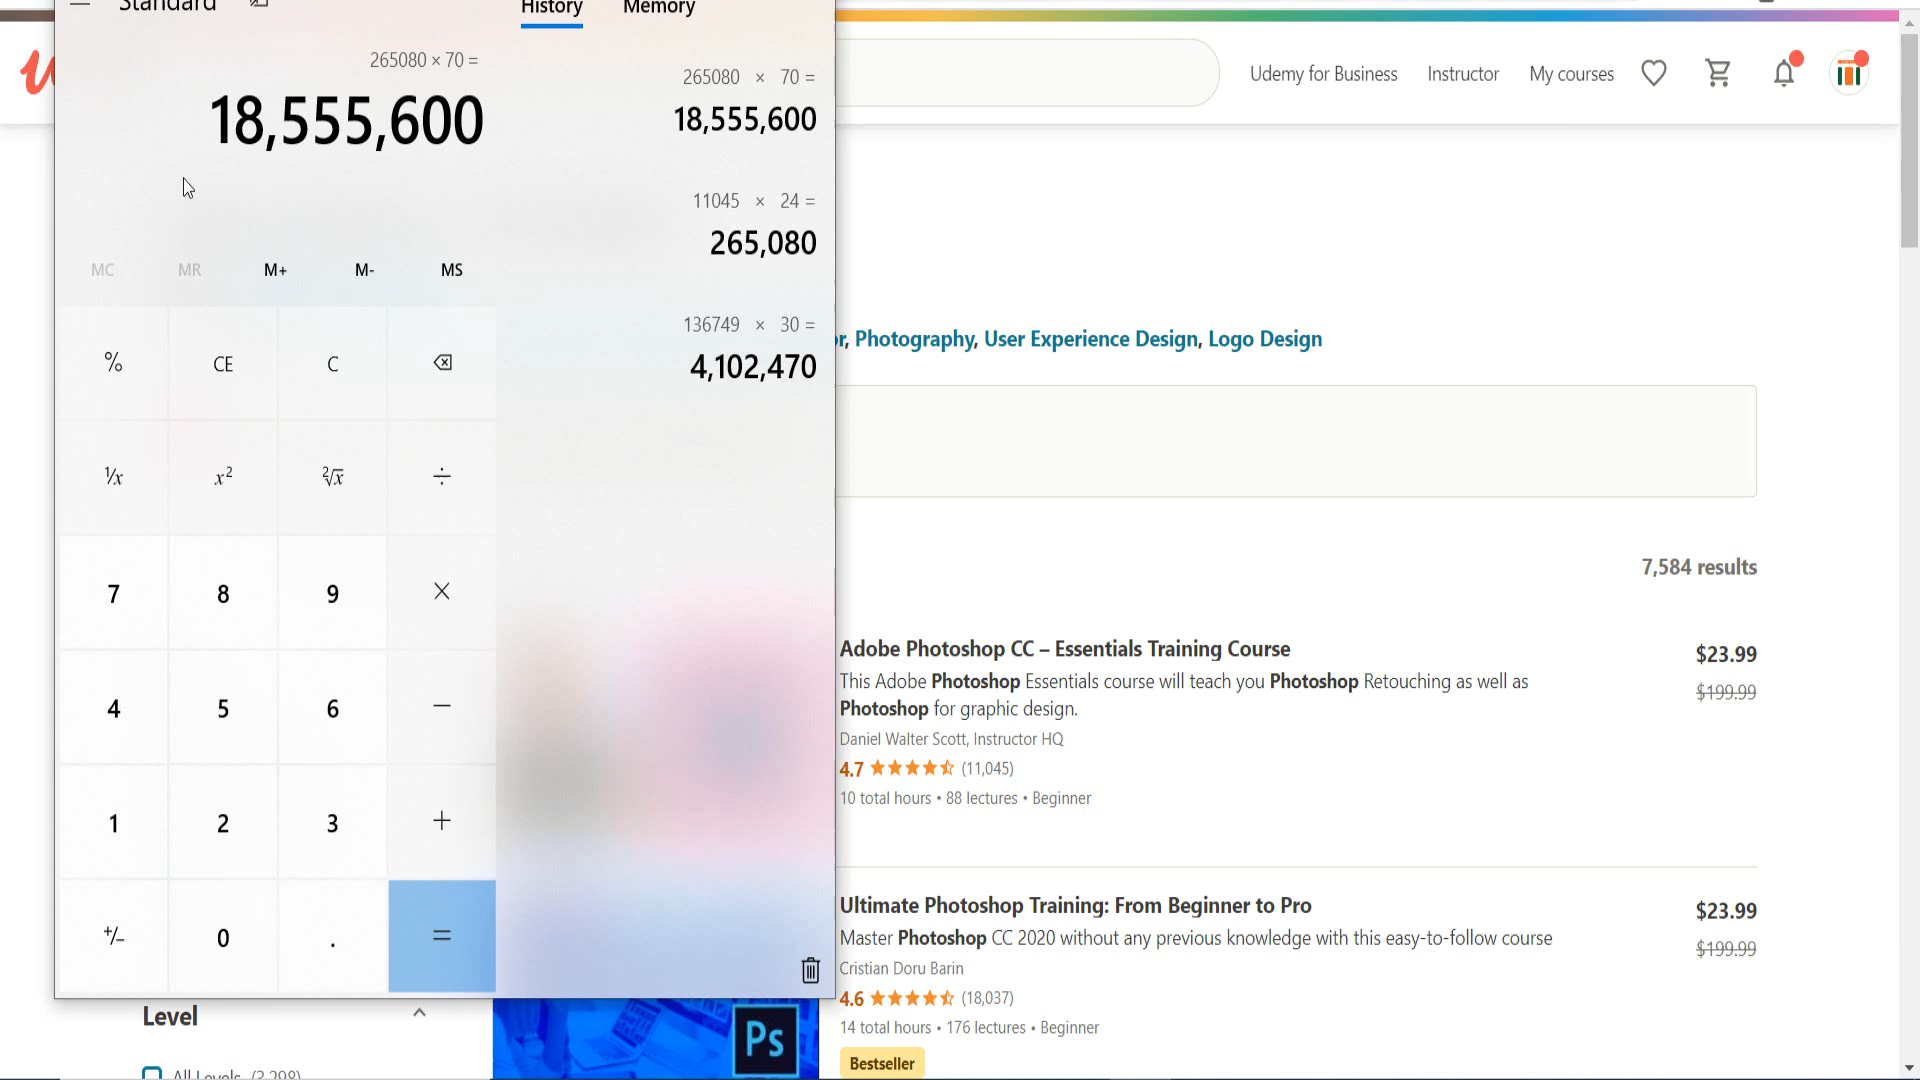 Standard
History Memory
265080 × 70 =
18,555,600
265080 × 70 =
18,555,600
11045 × 24 =
265,080
136749 × 30 =
4,102,470
MC MR M+ M- MS
% CE C
¹/x x² ²√x ÷
7 8 9 ×
4 5 6 −
1 2 3 +
+/- 0 . =
Udemy for Business Instructor My courses
Photography, User Experience Design, Logo Design
7,584 results
Adobe Photoshop CC – Essentials Training Course
$23.99
This Adobe Photoshop Essentials course will teach you Photoshop Retouching as well as
$199.99
Photoshop for graphic design.
Daniel Walter Scott, Instructor HQ
4.7 (11,045)
10 total hours • 88 lectures • Beginner
Ultimate Photoshop Training: From Beginner to Pro
$23.99
Master Photoshop CC 2020 without any previous knowledge with this easy-to-follow course
$199.99
Cristian Doru Barin
4.6 (18,037)
14 total hours • 176 lectures • Beginner
Bestseller
Level
All Levels (3,298)
Ps